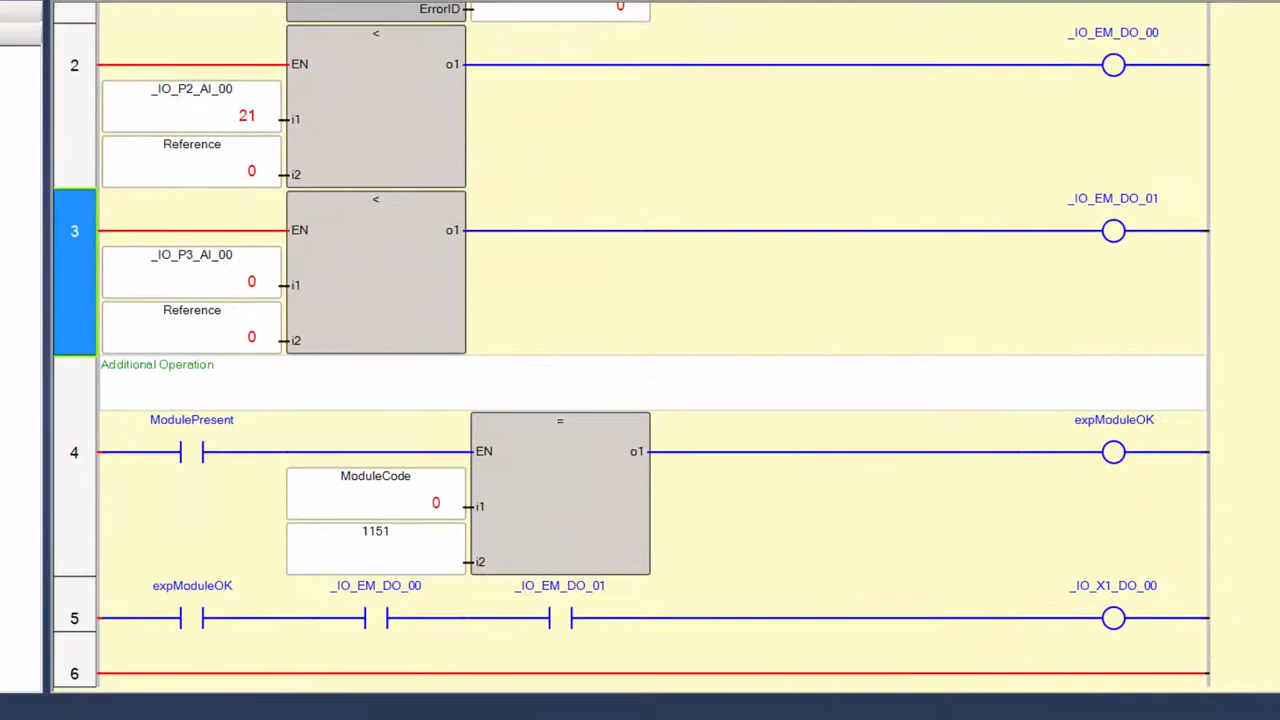 ErrorID
0
<
_IO_EM_DO_00
2
EN
o1
_IO_P2_AI_00
21
i1
Reference
0
i2
<
_IO_EM_DO_01
3
EN
o1
_IO_P3_AI_00
0
i1
Reference
0
i2
Additional Operation
ModulePresent
=
expModuleOK
4
EN
o1
ModuleCode
0
i1
1151
i2
expModuleOK
_IO_EM_DO_00
_IO_EM_DO_01
_IO_X1_DO_00
5
6